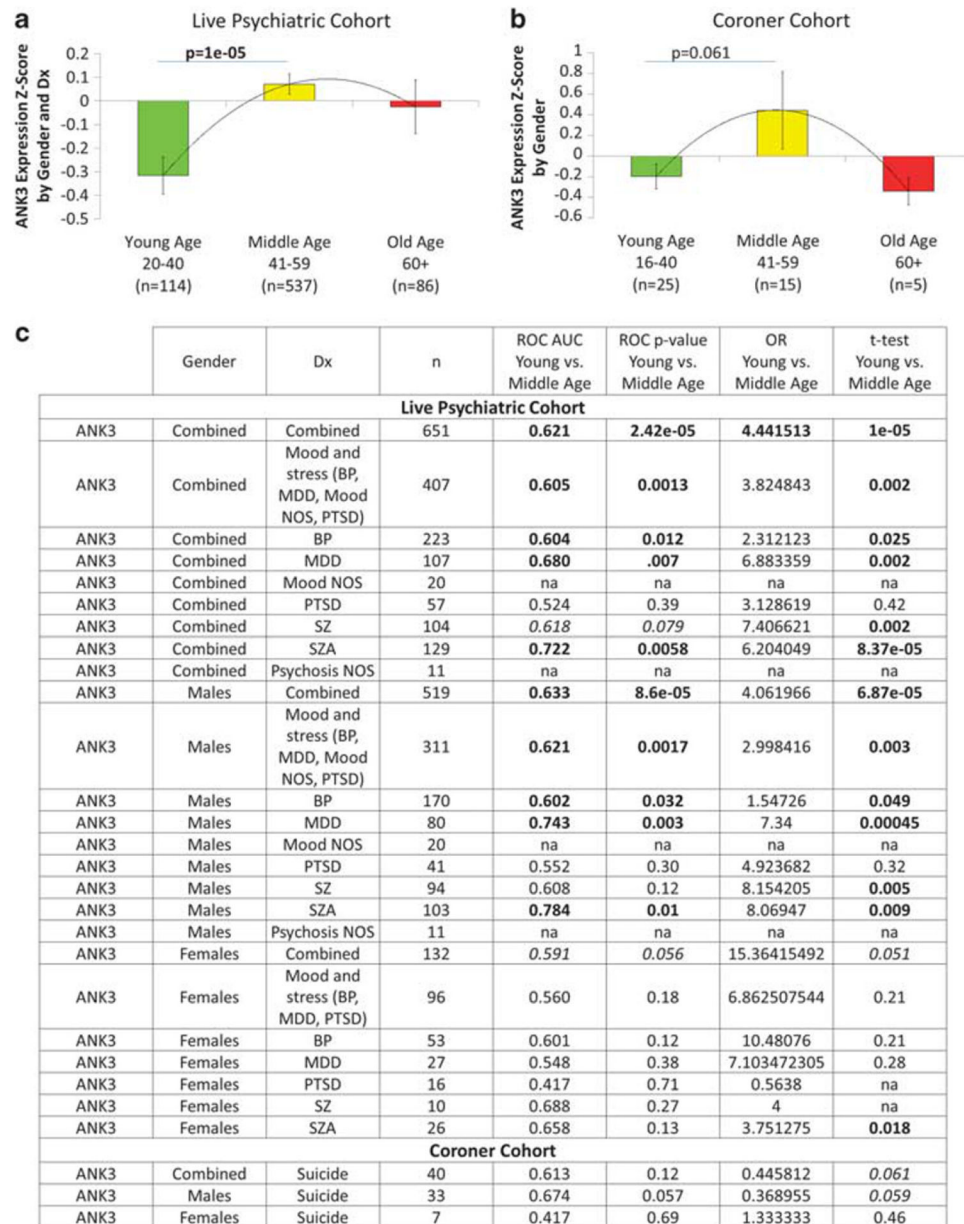 a
Live Psychiatric Cohort
p=1e-05
0.2
0.1
0
-0.1
-0.2
-0.3
-0.4
-0.5
ANK3 Expression Z-Score
by Gender and Dx
Young Age
20-40
(n=114)
Middle Age
41-59
(n=537)
Old Age
60+
(n=86)
b
Coroner Cohort
p=0.061
1
0.8
0.6
0.4
0.2
0
-0.2
-0.4
-0.6
ANK3 Expression Z-Score
by Gender
Young Age
16-40
(n=25)
Middle Age
41-59
(n=15)
Old Age
60+
(n=5)
c
Gender Dx n ROC AUC Young vs. Middle Age ROC p-value Young vs. Middle Age OR Young vs. Middle Age t-test Young vs. Middle Age
Live Psychiatric Cohort
ANK3 Combined Combined 651 0.621 2.42e-05 4.441513 1e-05
ANK3 Combined Mood and stress (BP, MDD, Mood NOS, PTSD) 407 0.605 0.0013 3.824843 0.002
ANK3 Combined BP 223 0.604 0.012 2.312123 0.025
ANK3 Combined MDD 107 0.680 .007 6.883359 0.002
ANK3 Combined Mood NOS 20 na na na na
ANK3 Combined PTSD 57 0.524 0.39 3.128619 0.42
ANK3 Combined SZ 104 0.618 0.079 7.406621 0.002
ANK3 Combined SZA 129 0.722 0.0058 6.204049 8.37e-05
ANK3 Combined Psychosis NOS 11 na na na na
ANK3 Males Combined 519 0.633 8.6e-05 4.061966 6.87e-05
ANK3 Males Mood and stress (BP, MDD, Mood NOS, PTSD) 311 0.621 0.0017 2.998416 0.003
ANK3 Males BP 170 0.602 0.032 1.54726 0.049
ANK3 Males MDD 80 0.743 0.003 7.34 0.00045
ANK3 Males Mood NOS 20 na na na na
ANK3 Males PTSD 41 0.552 0.30 4.923682 0.32
ANK3 Males SZ 94 0.608 0.12 8.154205 0.005
ANK3 Males SZA 103 0.784 0.01 8.06947 0.009
ANK3 Males Psychosis NOS 11 na na na na
ANK3 Females Combined 132 0.591 0.056 15.36415492 0.051
ANK3 Females Mood and stress (BP, MDD, PTSD) 96 0.560 0.18 6.862507544 0.21
ANK3 Females BP 53 0.601 0.12 10.48076 0.21
ANK3 Females MDD 27 0.548 0.38 7.103472305 0.28
ANK3 Females PTSD 16 0.417 0.71 0.5638 na
ANK3 Females SZ 10 0.688 0.27 4 na
ANK3 Females SZA 26 0.658 0.13 3.751275 0.018
Coroner Cohort
ANK3 Combined Suicide 40 0.613 0.12 0.445812 0.061
ANK3 Males Suicide 33 0.674 0.057 0.368955 0.059
ANK3 Females Suicide 7 0.417 0.69 1.333333 0.46